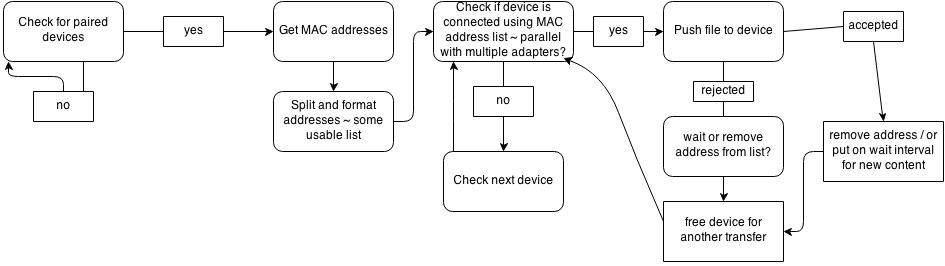 Check for paired
devices
yes
no
Get MAC addresses
Split and format
addresses ~ some
usable list
Check if device is
connected using MAC
address list ~ parallel
with multiple adapters?
no
Check next device
yes
Push file to device
rejected
wait or remove
address from list?
free device for
another transfer
accepted
remove address / or
put on wait interval
for new content